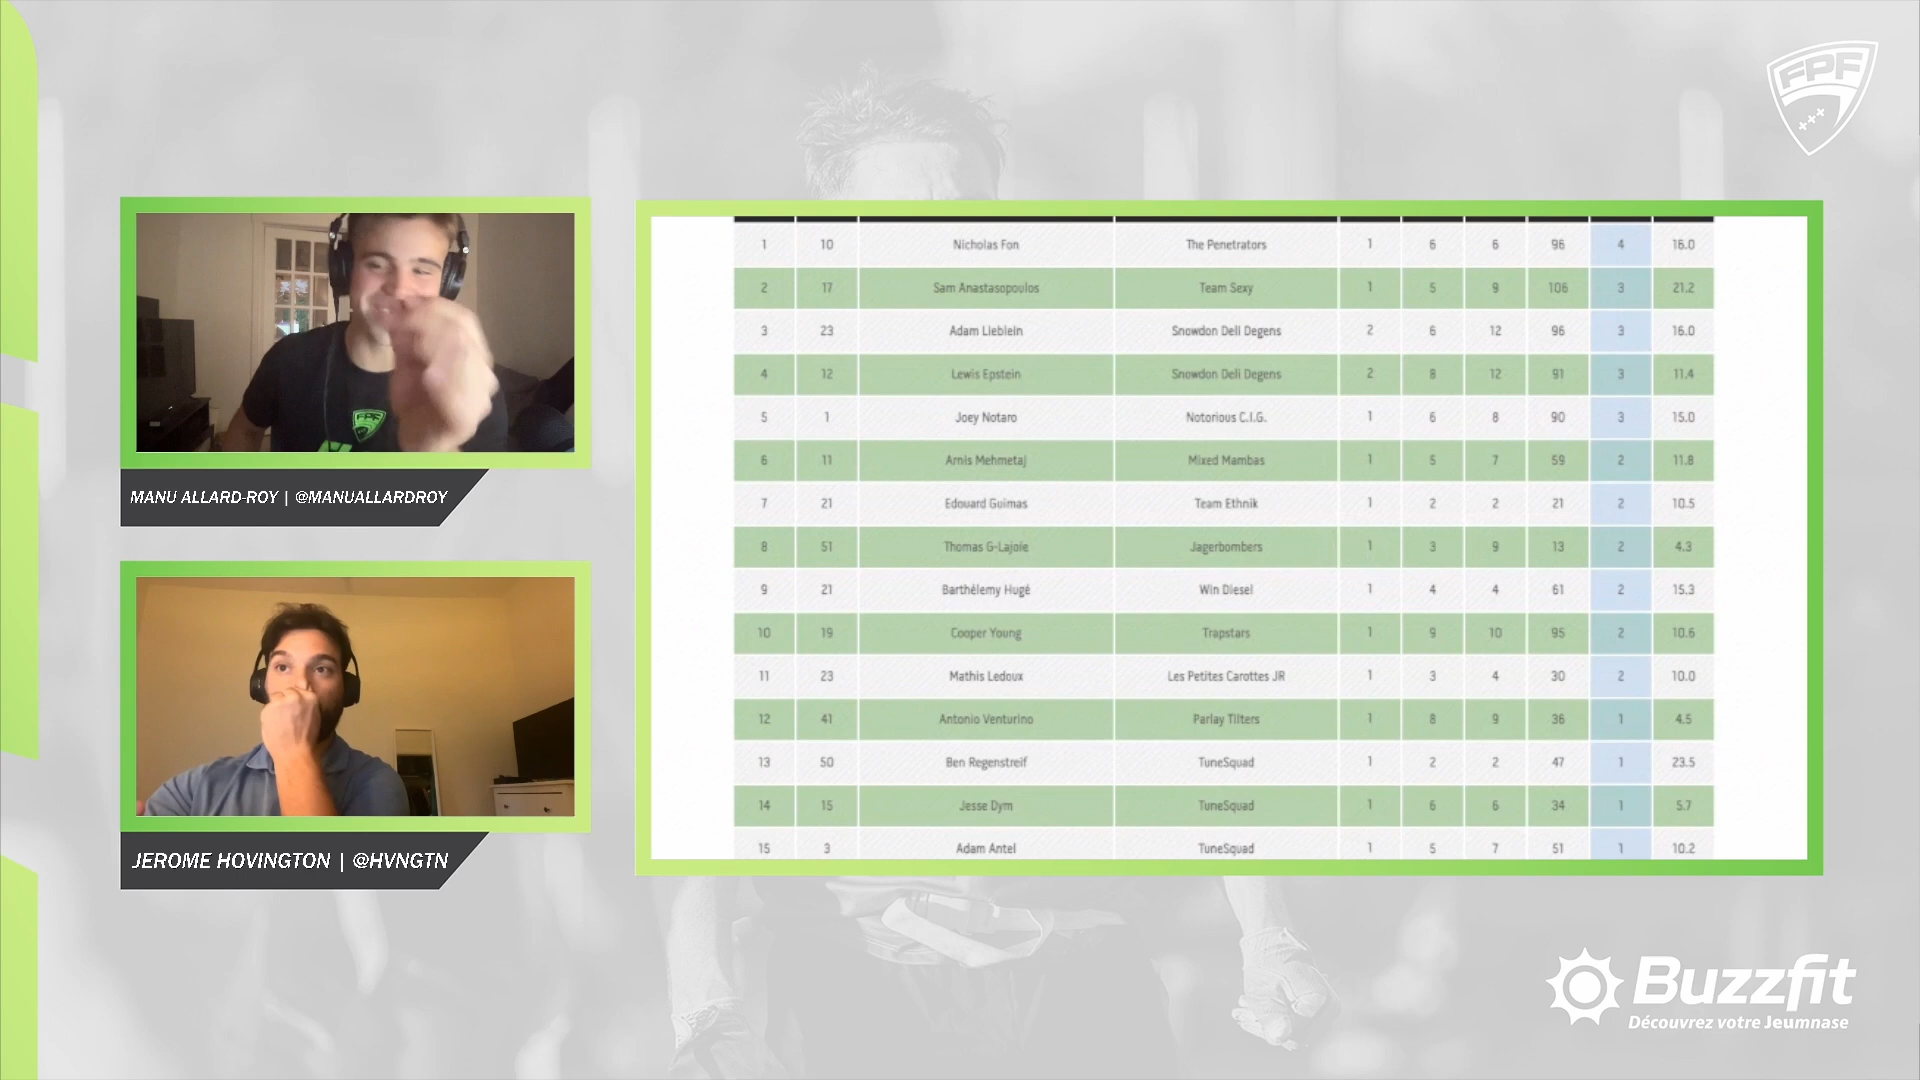 FPF
1 10 Nicholas Fon The Penetrators 1 6 6 96 4 16.0
2 17 Sam Anastasopoulos Team Sexy 1 5 9 106 3 21.2
3 23 Adam Lieblein Snowdon Deli Degens 2 6 12 96 3 16.0
4 12 Lewis Epstein Snowdon Deli Degens 2 8 12 91 3 11.4
5 1 Joey Notaro Notorious C.I.G. 1 6 8 90 3 15.0
6 11 Arnis Mehmetaj Mixed Mambas 1 5 7 59 2 11.8
7 21 Edouard Guimas Team Ethnik 1 2 2 21 2 10.5
8 51 Thomas G-Lajoie Jagerbombers 1 3 9 13 2 4.3
9 21 Barthélemy Hugé Win Diesel 1 4 4 61 2 15.3
10 19 Cooper Young Trapstars 1 9 10 95 2 10.6
11 23 Mathis Ledoux Les Petites Carottes JR 1 3 4 30 2 10.0
12 41 Antonio Venturino Parlay Tilters 1 8 9 36 1 4.5
13 50 Ben Regenstreif TuneSquad 1 2 2 47 1 23.5
14 15 Jesse Dym TuneSquad 1 6 6 34 1 5.7
15 3 Adam Antel TuneSquad 1 5 7 51 1 10.2
FPF
MANU ALLARD-ROY | @MANUALLARDROY
JEROME HOVINGTON | @HVNGTN
Buzzfit
Découvrez votre Jeumnase